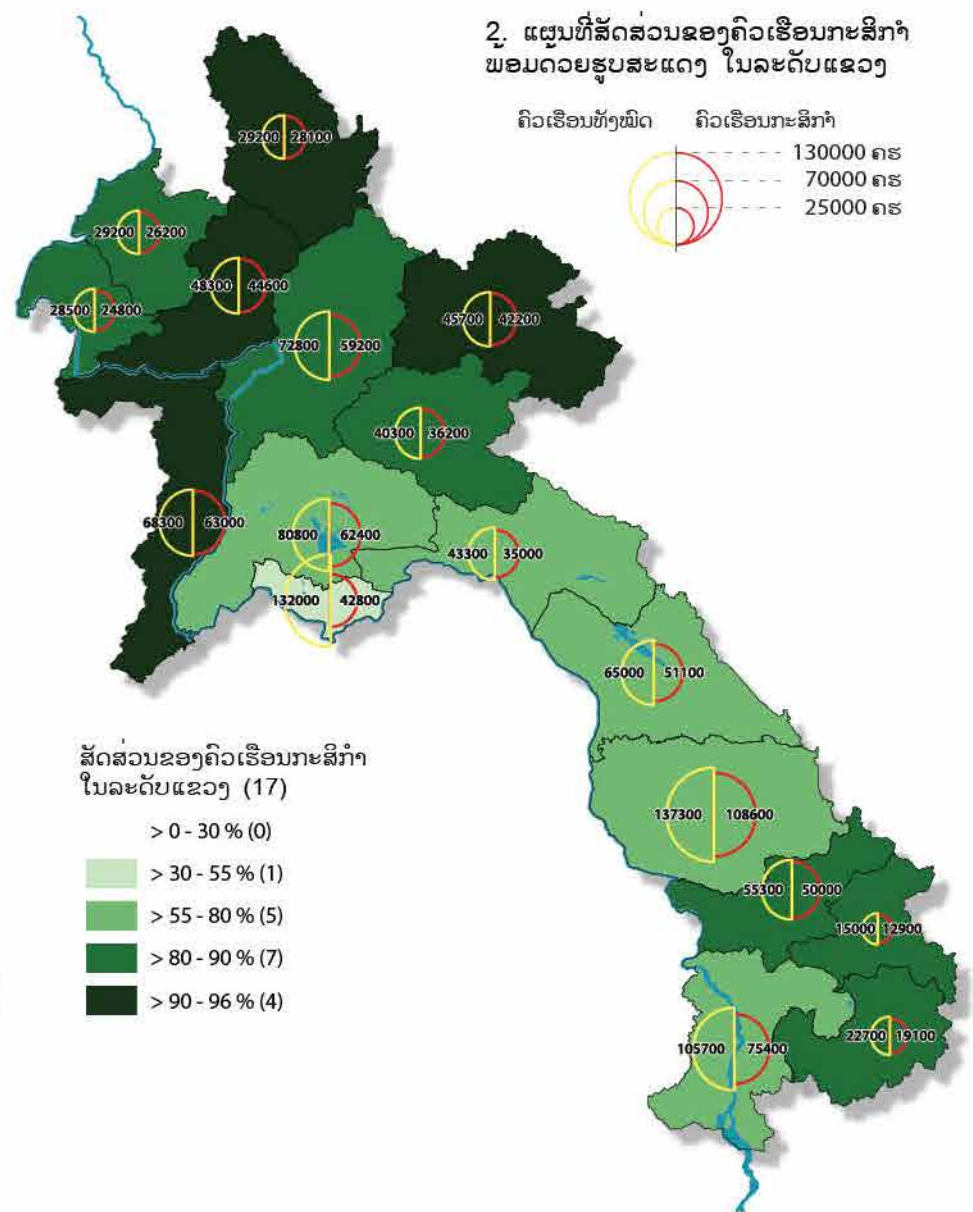 2. ແຜນທີ່ສັດສ່ວນຂອງຄົວເຮືອນກະສິກຳ
ພ້ອມດ້ວຍຮູບສະແດງ ໃນລະດັບແຂວງ
ຄົວເຮືອນທັງໝົດ ຄົວເຮືອນກະສິກຳ
130000 ຄຮ
70000 ຄຮ
25000 ຄຮ
29200 28100
29200 26200
48300 44600
28500 24800
45700 42200
72800 59200
40300 36200
68300 63000
80800 62400
43300 35000
132000 42800
65000 51100
137300 108600
55300 50000
15000 12900
22700 19100
105700 75400
ສັດສ່ວນຂອງຄົວເຮືອນກະສິກຳ
ໃນລະດັບແຂວງ (17)
> 0 - 30 % (0)
> 30 - 55 % (1)
> 55 - 80 % (5)
> 80 - 90 % (7)
> 90 - 96 % (4)